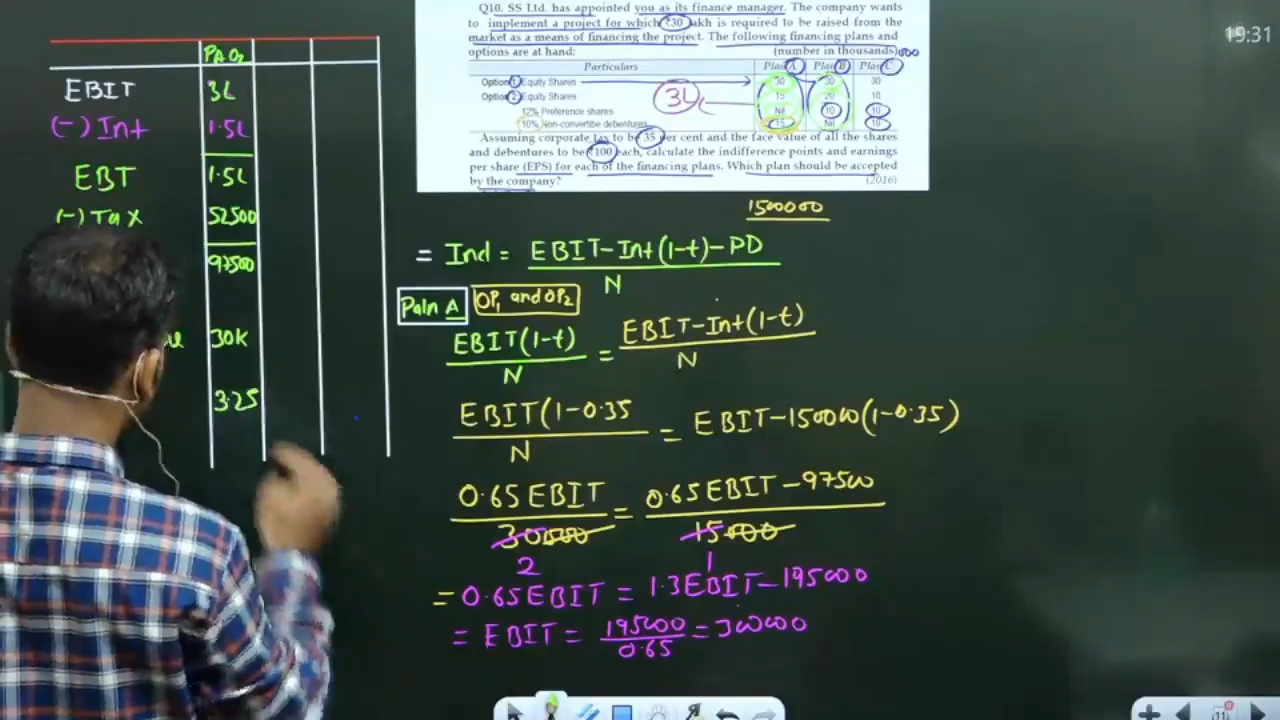 19:31
Q10. SS Ltd. has appointed you as its finance manager. The company wants
to implement a project for which ₹30 lakh is required to be raised from the
market as a means of financing the project. The following financing plans and
options are at hand: (number in thousands) 000
Particulars Plan A Plan B Plan C
Option 1 Equity Shares 30 30 30
Option 2 Equity Shares 15 20 10
12% Preference shares Nil 10 10
10% Non-convertible debentures 15 Nil 10
3L
Assuming corporate tax to be 35 per cent and the face value of all the shares
and debentures to be ₹100 each, calculate the indifference points and earnings
per share (EPS) for each of the financing plans. Which plan should be accepted
by the company? (2016)
1500000
PA O2
EBIT 3L
(-) Int 1.5L
EBT 1.5L
(-) Tax 52500
97500
30K
3.25
= Ind = EBIT-Int(1-t)-PD
N
Paln A OP1 and OP2
EBIT(1-t) = EBIT-Int(1-t)
N N
EBIT(1-0.35 = EBIT-150000(1-0.35)
N
0.65EBIT = 0.65EBIT-97500
30000 15000
2 1
= 0.65EBIT = 1.3EBIT-195000
= EBIT = 195000 = 300000
0.65